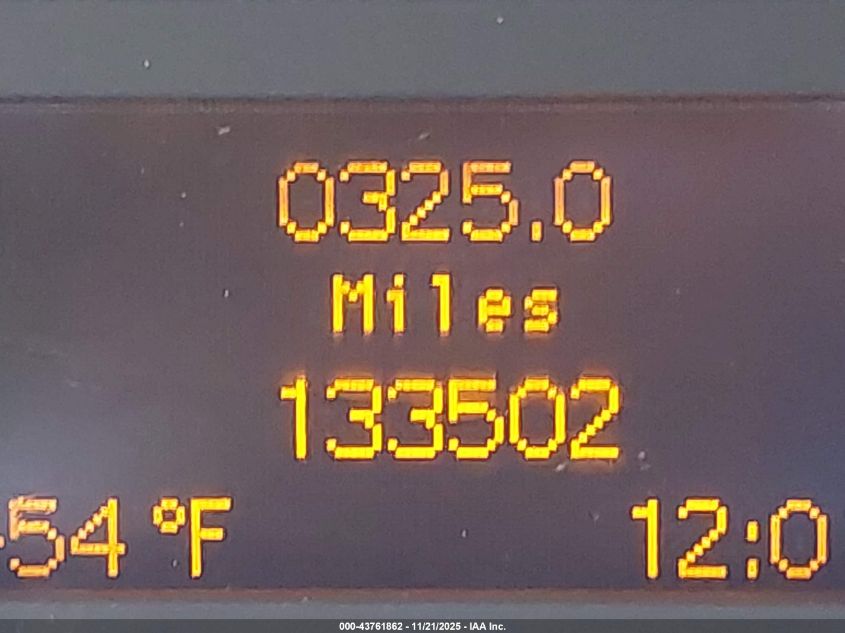 0325.0
Miles
133502
54 °F 12:0
000-43761862 - 11/21/2025 - IAA Inc.